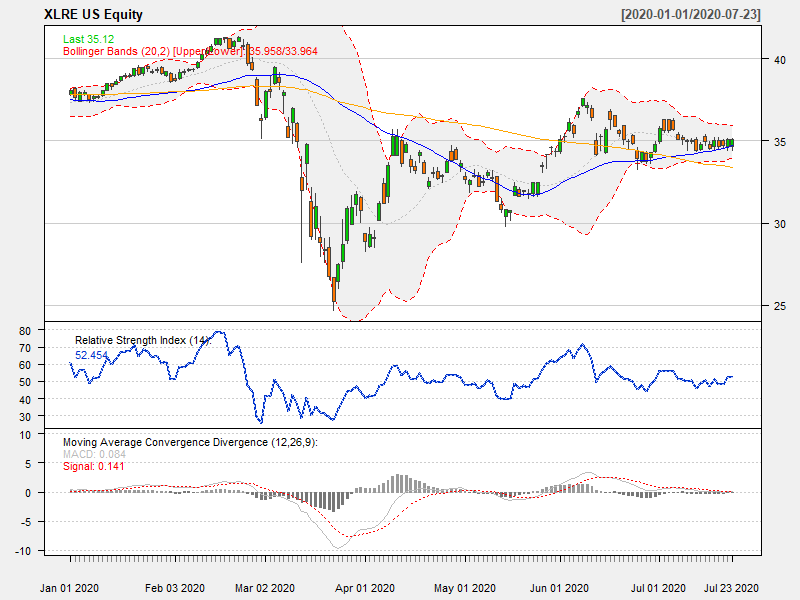 XLRE US Equity [2020-01-01/2020-07-23]
Last 35.12
Bollinger Bands (20,2) [Upper/Lower]: 35.958/33.964
40
35
30
25
Relative Strength Index (14):
52.454
80
70
60
50
40
30
Moving Average Convergence Divergence (12,26,9):
MACD: 0.084
Signal: 0.141
10
5
0
-5
-10
Jan 01 2020 Feb 03 2020 Mar 02 2020 Apr 01 2020 May 01 2020 Jun 01 2020 Jul 01 2020 Jul 23 2020